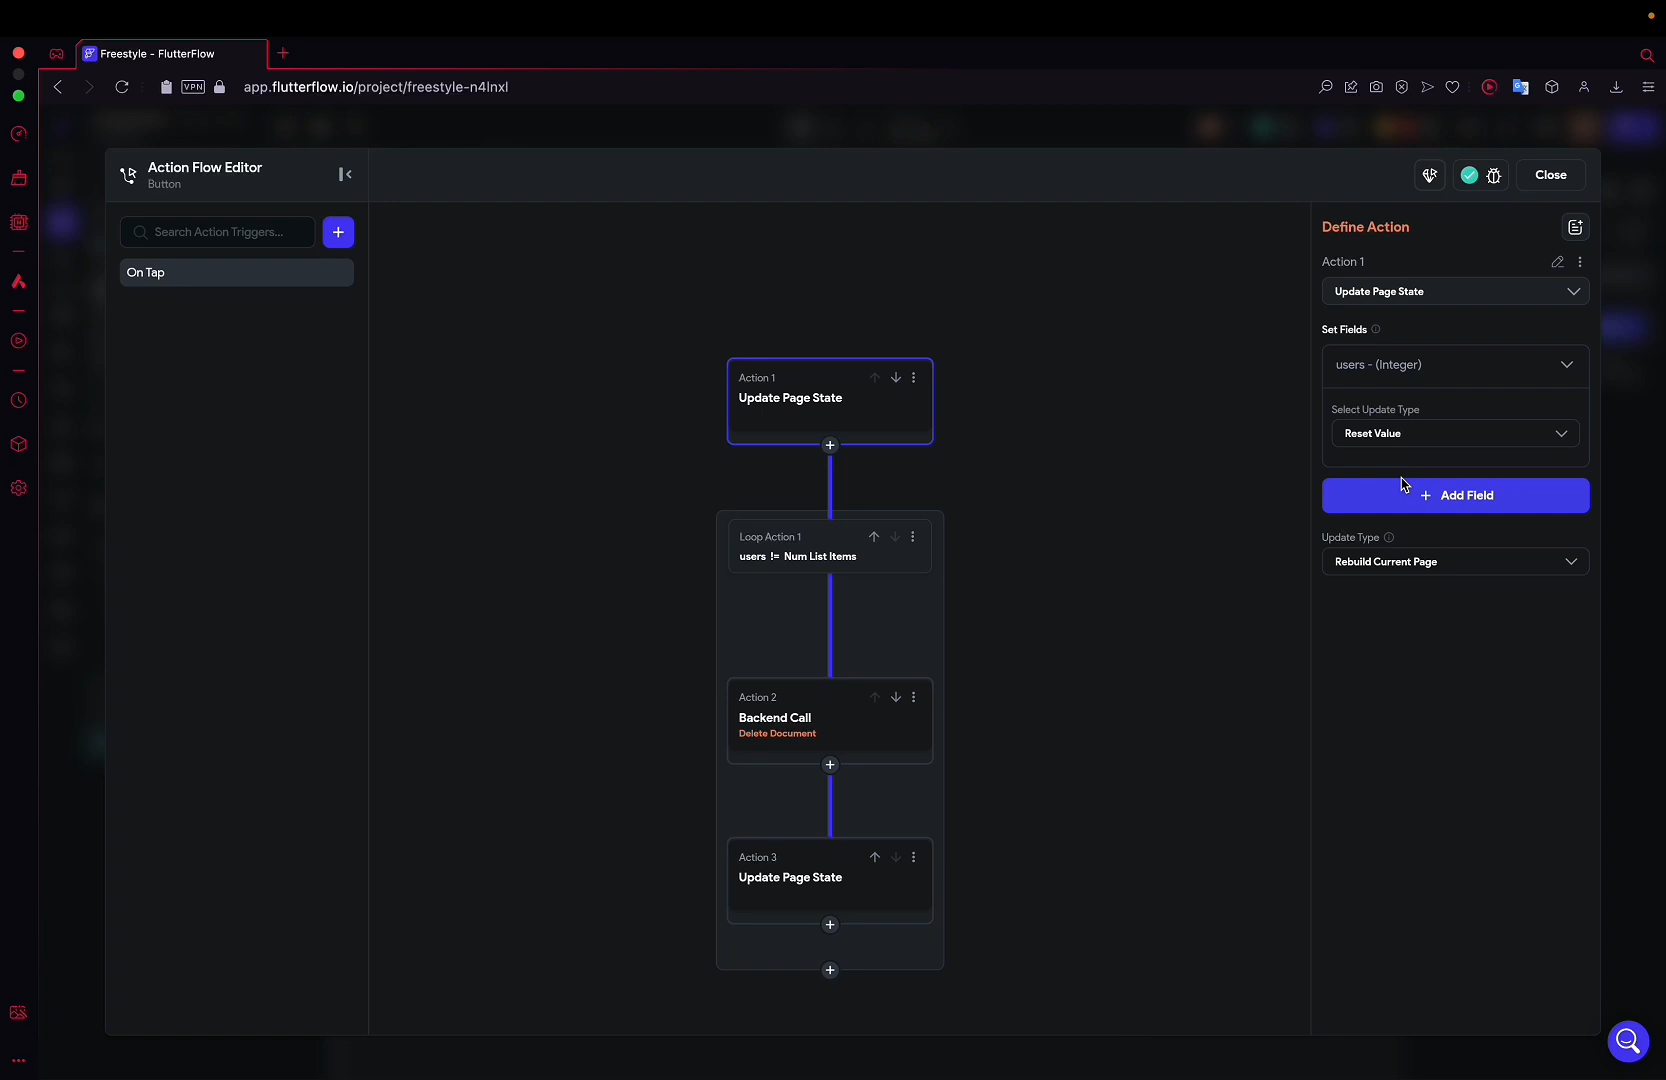 Freestyle - FlutterFlow
VPN
app.flutterflow.io/project/freestyle-n4lnxl
Action Flow Editor
Button
Close
Search Action Triggers...
On Tap
Action 1
Update Page State
Loop Action 1
users != Num List Items
Action 2
Backend Call
Delete Document
Action 3
Update Page State
Define Action
Action 1
Update Page State
Set Fields
users - (Integer)
Select Update Type
Reset Value
+ Add Field
Update Type
Rebuild Current Page